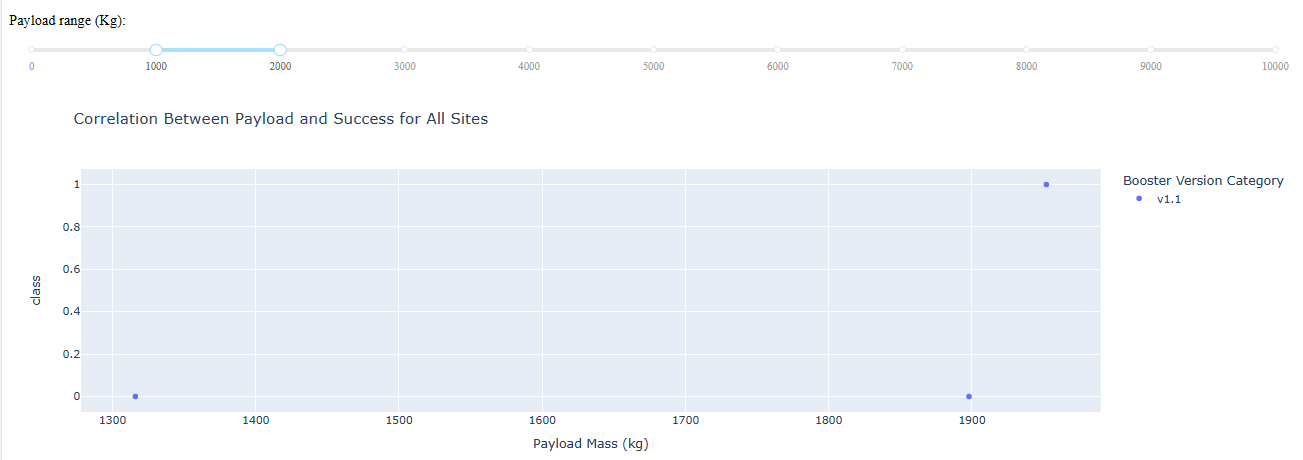 Payload range (Kg):
0 1000 2000 3000 4000 5000 6000 7000 8000 9000 10000
Correlation Between Payload and Success for All Sites
Booster Version Category
v1.1
class
1
0.8
0.6
0.4
0.2
0
1300 1400 1500 1600 1700 1800 1900
Payload Mass (kg)